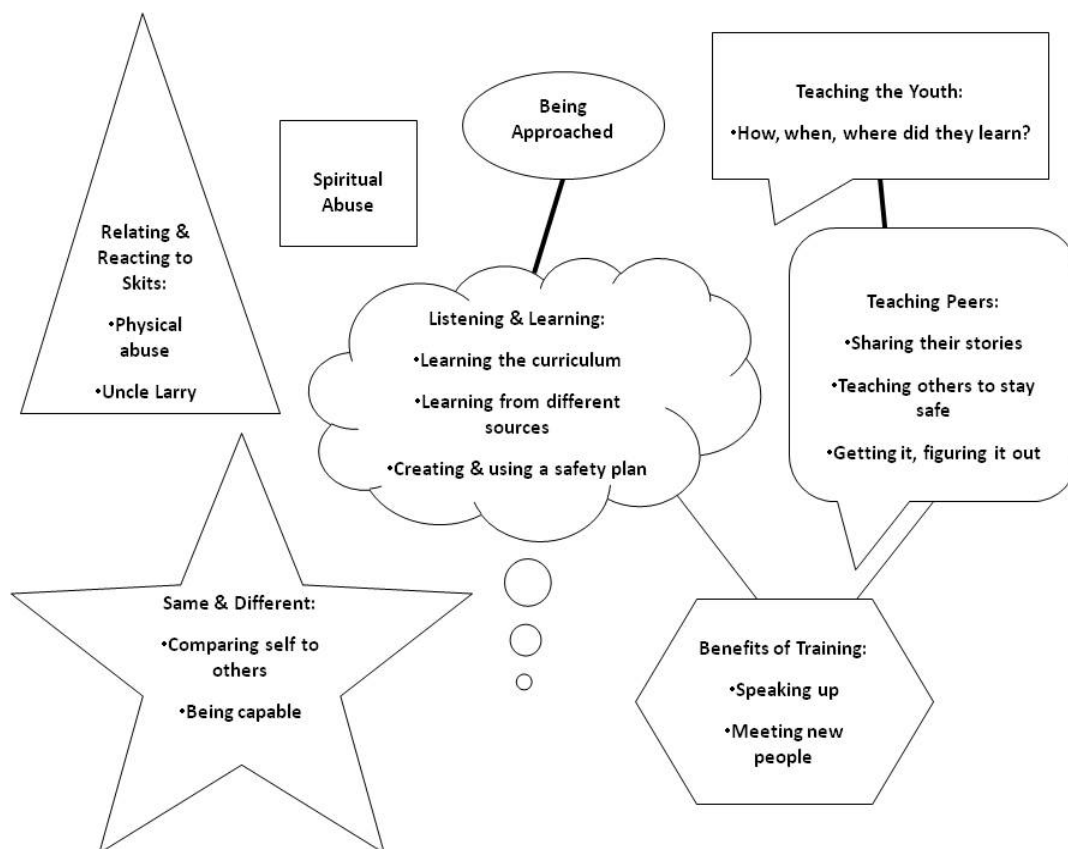 Being
Approached
Teaching the Youth:
•How, when, where did they learn?
Spiritual
Abuse
Relating &
Reacting to
Skits:
•Physical
abuse
•Uncle Larry
Listening & Learning:
•Learning the curriculum
•Learning from different
sources
•Creating & using a safety plan
Teaching Peers:
•Sharing their stories
•Teaching others to stay
safe
•Getting it, figuring it out
Same & Different:
•Comparing self to
others
•Being capable
Benefits of Training:
•Speaking up
•Meeting new
people